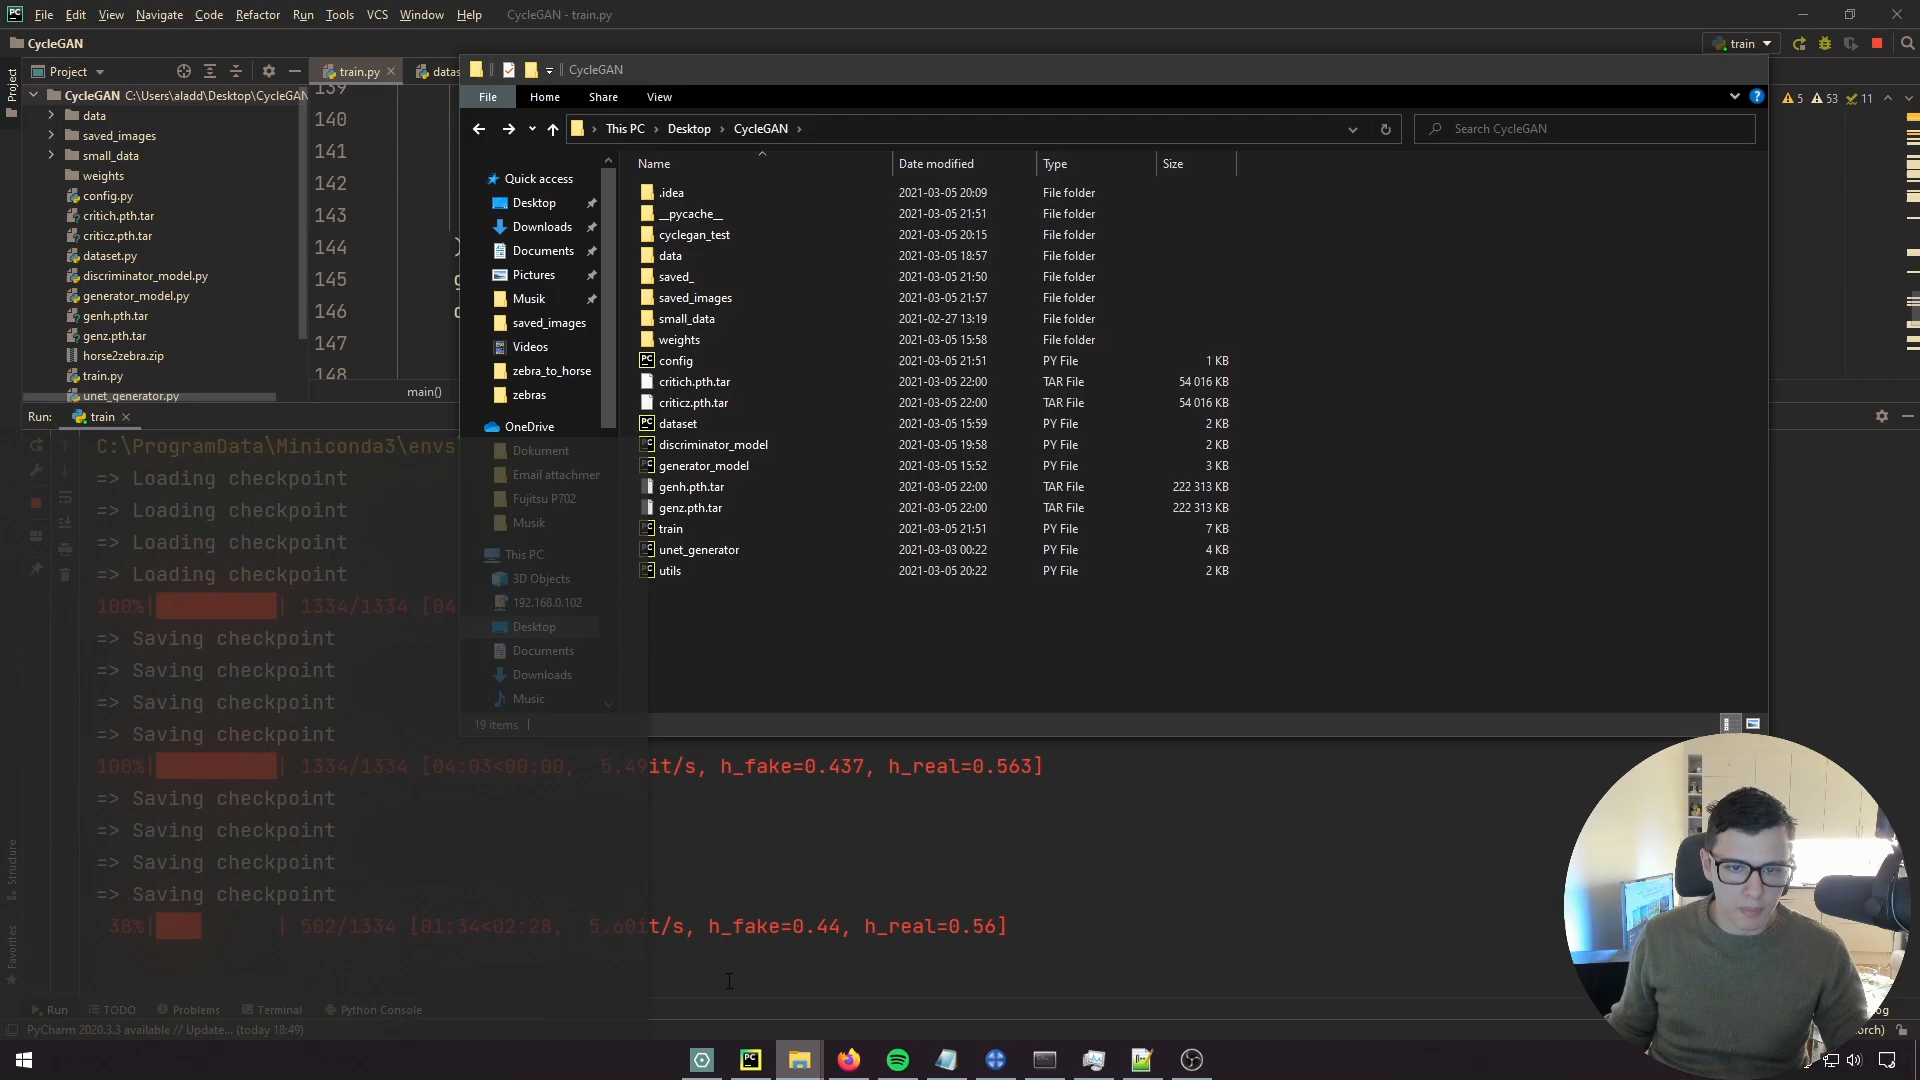 File Edit View Navigate Code Refactor Run Tools VCS Window Help CycleGAN - train.py
CycleGAN
train
Project
train.py
datas
CycleGAN C:\Users\aladd\Desktop\CycleGAN
data
saved_images
small_data
weights
config.py
critich.pth.tar
criticz.pth.tar
dataset.py
discriminator_model.py
generator_model.py
genh.pth.tar
genz.pth.tar
horse2zebra.zip
train.py
unet_generator.py
Project
139
140
141
142
143
144 )
145
146
147
148
main()
5 53 11
CycleGAN
File Home Share View
This PC Desktop CycleGAN
Search CycleGAN
Quick access
Desktop
Downloads
Documents
Pictures
Musik
saved_images
Videos
zebra_to_horse
zebras
OneDrive
Dokument
Email attachmer
Fujitsu P702
Musik
This PC
3D Objects
192.168.0.102
Desktop
Documents
Downloads
Music
Name Date modified Type Size
.idea 2021-03-05 20:09 File folder
__pycache__ 2021-03-05 21:51 File folder
cyclegan_test 2021-03-05 20:15 File folder
data 2021-03-05 18:57 File folder
saved_ 2021-03-05 21:50 File folder
saved_images 2021-03-05 21:57 File folder
small_data 2021-02-27 13:19 File folder
weights 2021-03-05 15:58 File folder
config 2021-03-05 21:51 PY File 1 KB
critich.pth.tar 2021-03-05 22:00 TAR File 54 016 KB
criticz.pth.tar 2021-03-05 22:00 TAR File 54 016 KB
dataset 2021-03-05 15:59 PY File 2 KB
discriminator_model 2021-03-05 19:58 PY File 2 KB
generator_model 2021-03-05 15:52 PY File 3 KB
genh.pth.tar 2021-03-05 22:00 TAR File 222 313 KB
genz.pth.tar 2021-03-05 22:00 TAR File 222 313 KB
train 2021-03-05 21:51 PY File 7 KB
unet_generator 2021-03-03 00:22 PY File 4 KB
utils 2021-03-05 20:22 PY File 2 KB
19 items
Run: train
C:\ProgramData\Miniconda3\envs
=> Loading checkpoint
=> Loading checkpoint
=> Loading checkpoint
=> Loading checkpoint
100%| | 1334/1334 [04
=> Saving checkpoint
=> Saving checkpoint
=> Saving checkpoint
=> Saving checkpoint
100%| | 1334/1334 [04:03<00:00, 5.49it/s, h_fake=0.437, h_real=0.563]
=> Saving checkpoint
=> Saving checkpoint
=> Saving checkpoint
=> Saving checkpoint
38%| | 502/1334 [01:34<02:28, 5.60it/s, h_fake=0.44, h_real=0.56]
Structure
Favorites
Run TODO Problems Terminal Python Console
PyCharm 2020.3.3 available // Update... (today 18:49)